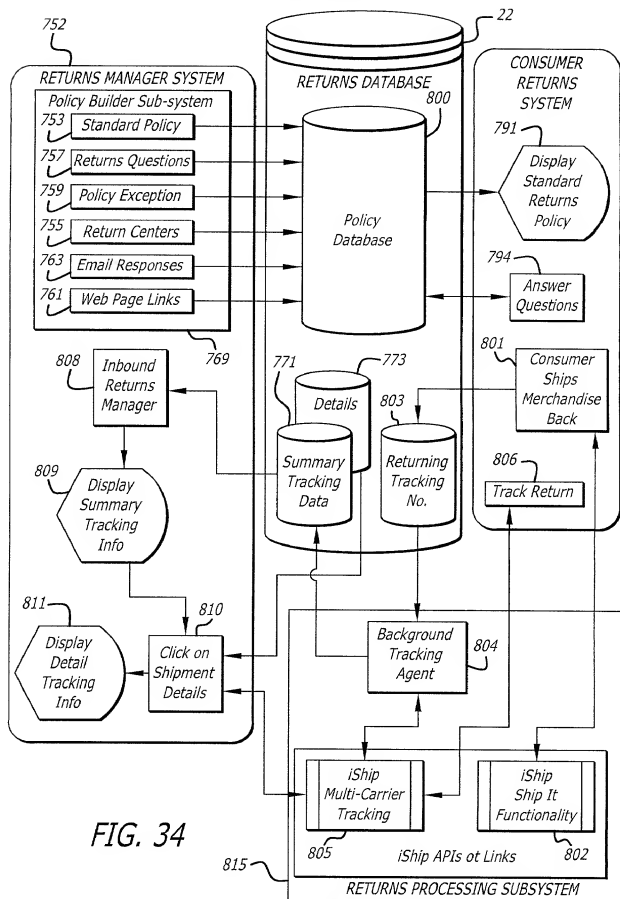 752
22
RETURNS MANAGER SYSTEM
Policy Builder Sub-system
753
Standard Policy
757
Returns Questions
759
Policy Exception
755
Return Centers
763
Email Responses
761
Web Page Links
769
808
Inbound
Returns
Manager
809
Display
Summary
Tracking
Info
811
Display
Detail
Tracking
Info
810
Click on
Shipment
Details
RETURNS DATABASE
800
Policy
Database
771
773
Details
Summary
Tracking
Data
803
Returning
Tracking
No.
CONSUMER
RETURNS
SYSTEM
791
Display
Standard
Returns
Policy
794
Answer
Questions
801
Consumer
Ships
Merchandise
Back
806
Track Return
Background
Tracking
Agent
804
iShip
Multi-Carrier
Tracking
805
iShip
Ship It
Functionality
802
iShip APIs ot Links
815
RETURNS PROCESSING SUBSYSTEM
FIG. 34